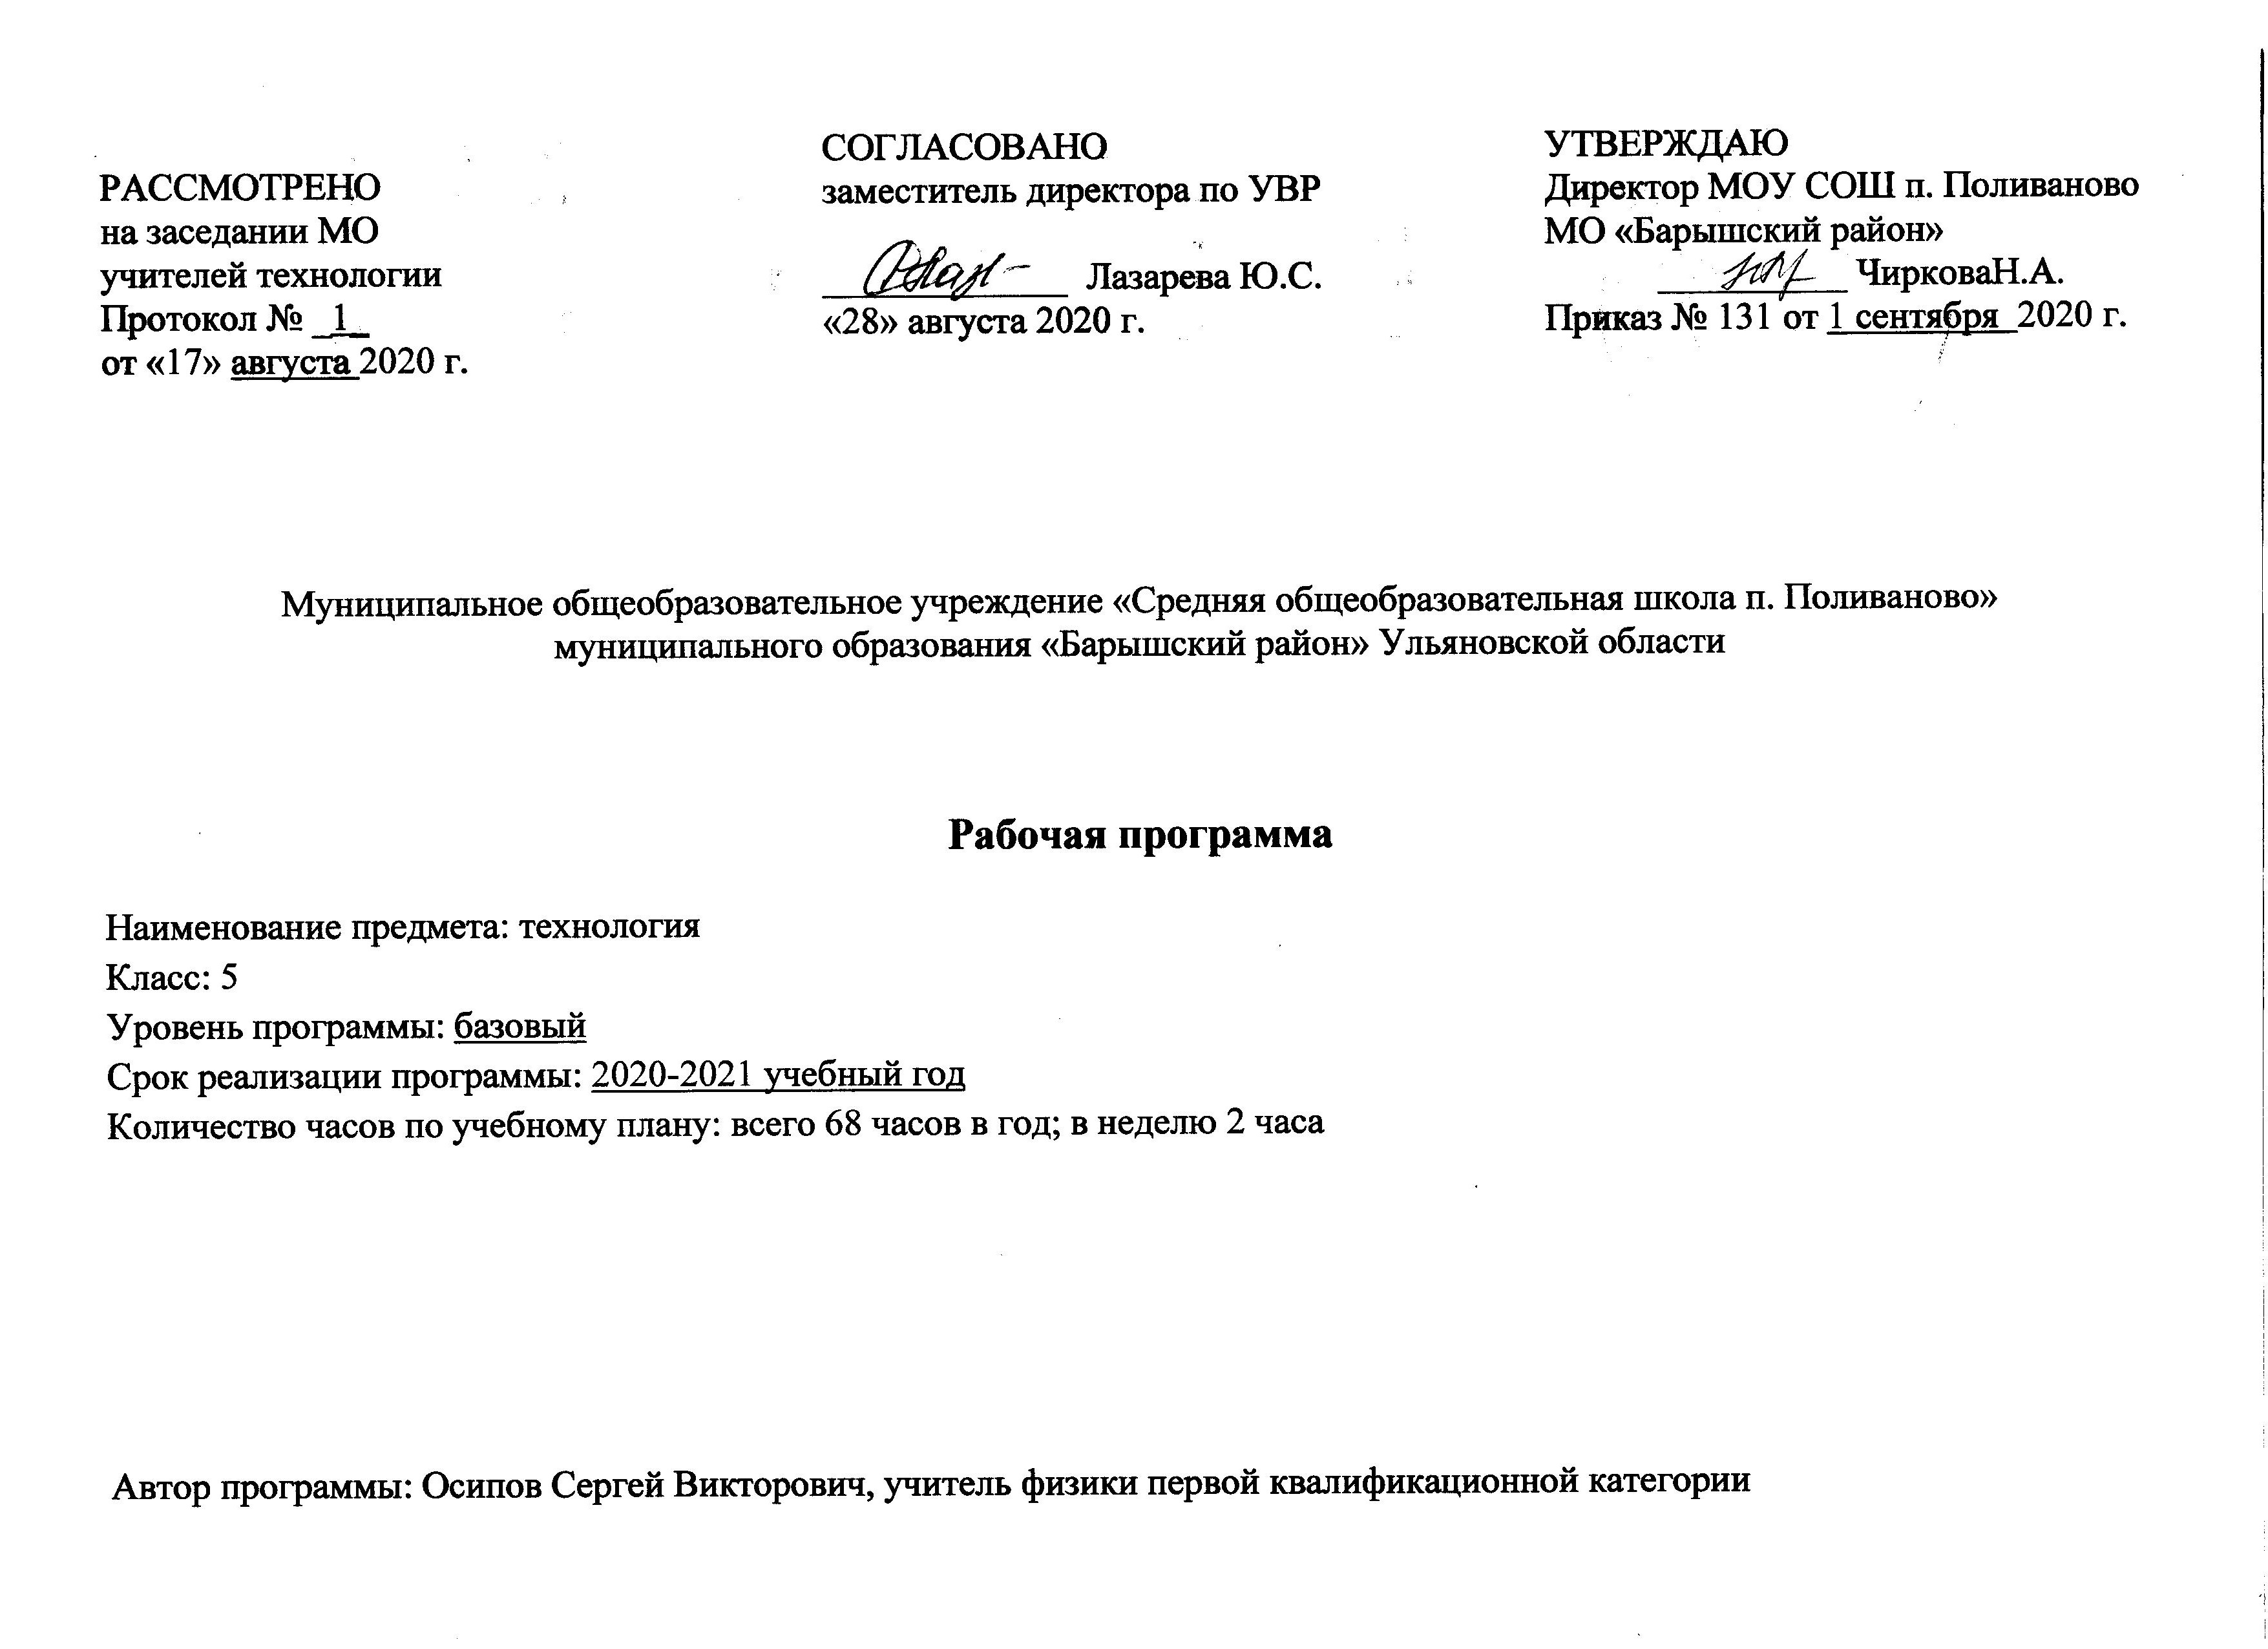 РАССМОТРЕНО
на заседании МО
учителей технологии
Протокол № _1_
от «17» августа 2020 г.
СОГЛАСОВАНО
заместитель директора по УВР
Лазарева Ю.С.
«28» августа 2020 г.
УТВЕРЖДАЮ
Директор МОУ СОШ п. Поливаново
МО «Барышский район»
ЧирковаН.А.
Приказ № 131 от 1 сентября 2020 г.
Муниципальное общеобразовательное учреждение «Средняя общеобразовательная школа п. Поливаново»
муниципального образования «Барышский район» Ульяновской области
Рабочая программа
Наименование предмета: технология
Класс: 5
Уровень программы: базовый
Срок реализации программы: 2020-2021 учебный год
Количество часов по учебному плану: всего 68 часов в год; в неделю 2 часа
Автор программы: Осипов Сергей Викторович, учитель физики первой квалификационной категории